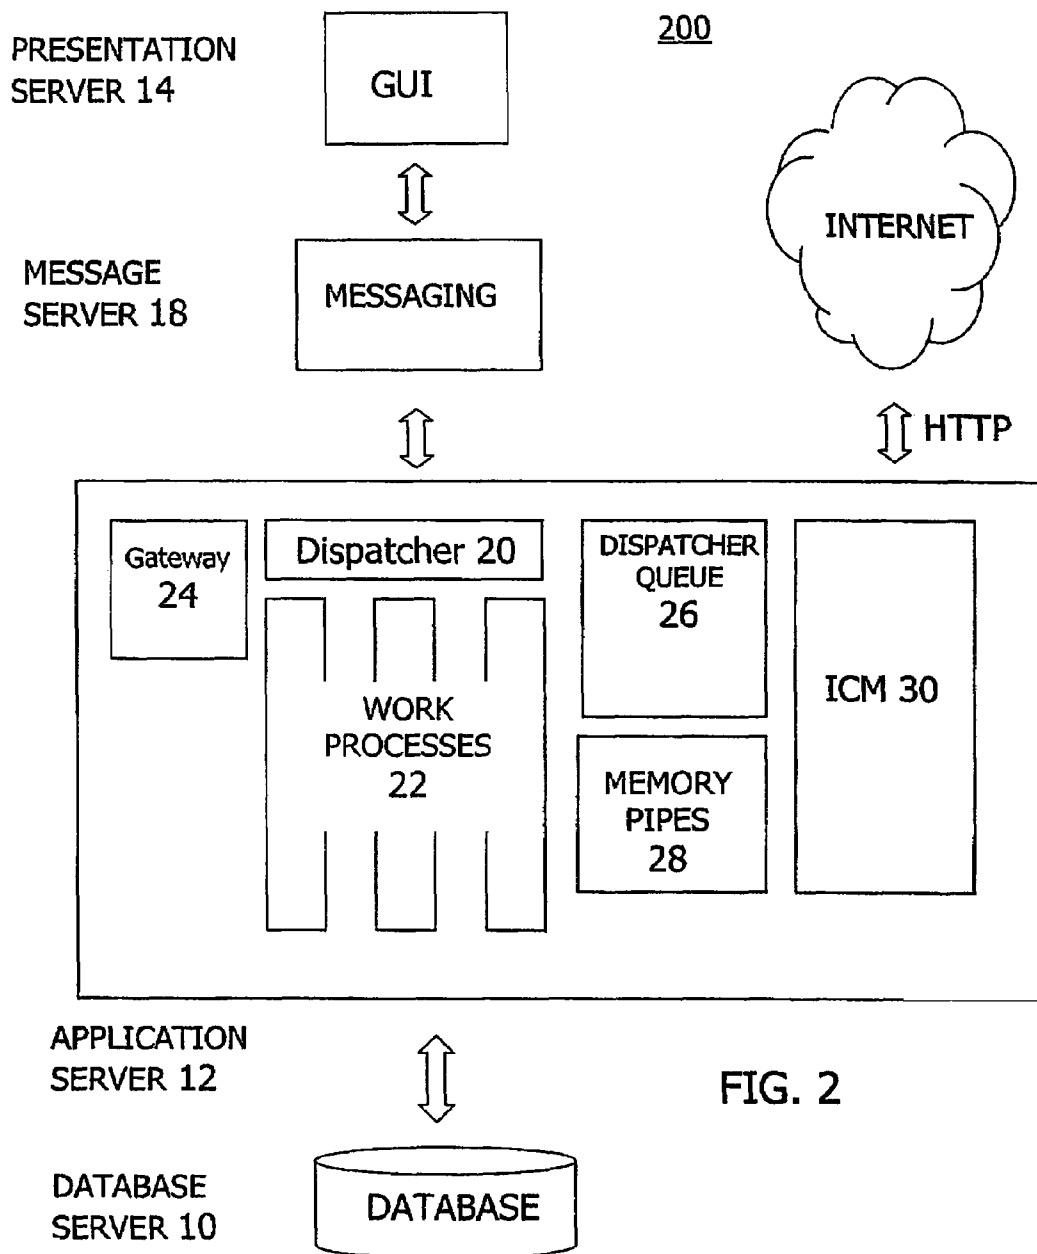 PRESENTATION
SERVER 14
GUI
200
MESSAGE
SERVER 18
MESSAGING
INTERNET
HTTP
Gateway
24
Dispatcher 20
DISPATCHER
QUEUE
26
ICM 30
WORK
PROCESSES
22
MEMORY
PIPES
28
APPLICATION
SERVER 12
FIG. 2
DATABASE
SERVER 10
DATABASE